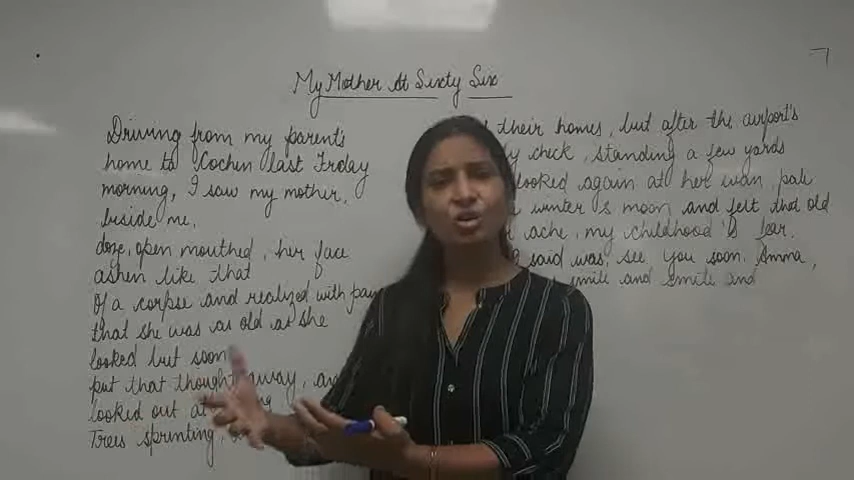 My Mother At Sixty Six
Driving from my parent's
home to Cochin last Friday
morning, I saw my mother,
beside me,
doze, open mouthed, her face
ashen like that
Of a corpse and realized with pain
that she was as old as she
looked but soon
put that thought away,
looked out at
Trees sprinting,
their homes, but after the airport's
check, standing a few yards
looked again at her wan, pale
winter's moon and felt that old
ache, my childhood's fear.
said was, see you soon, Amma,
smile and smile and